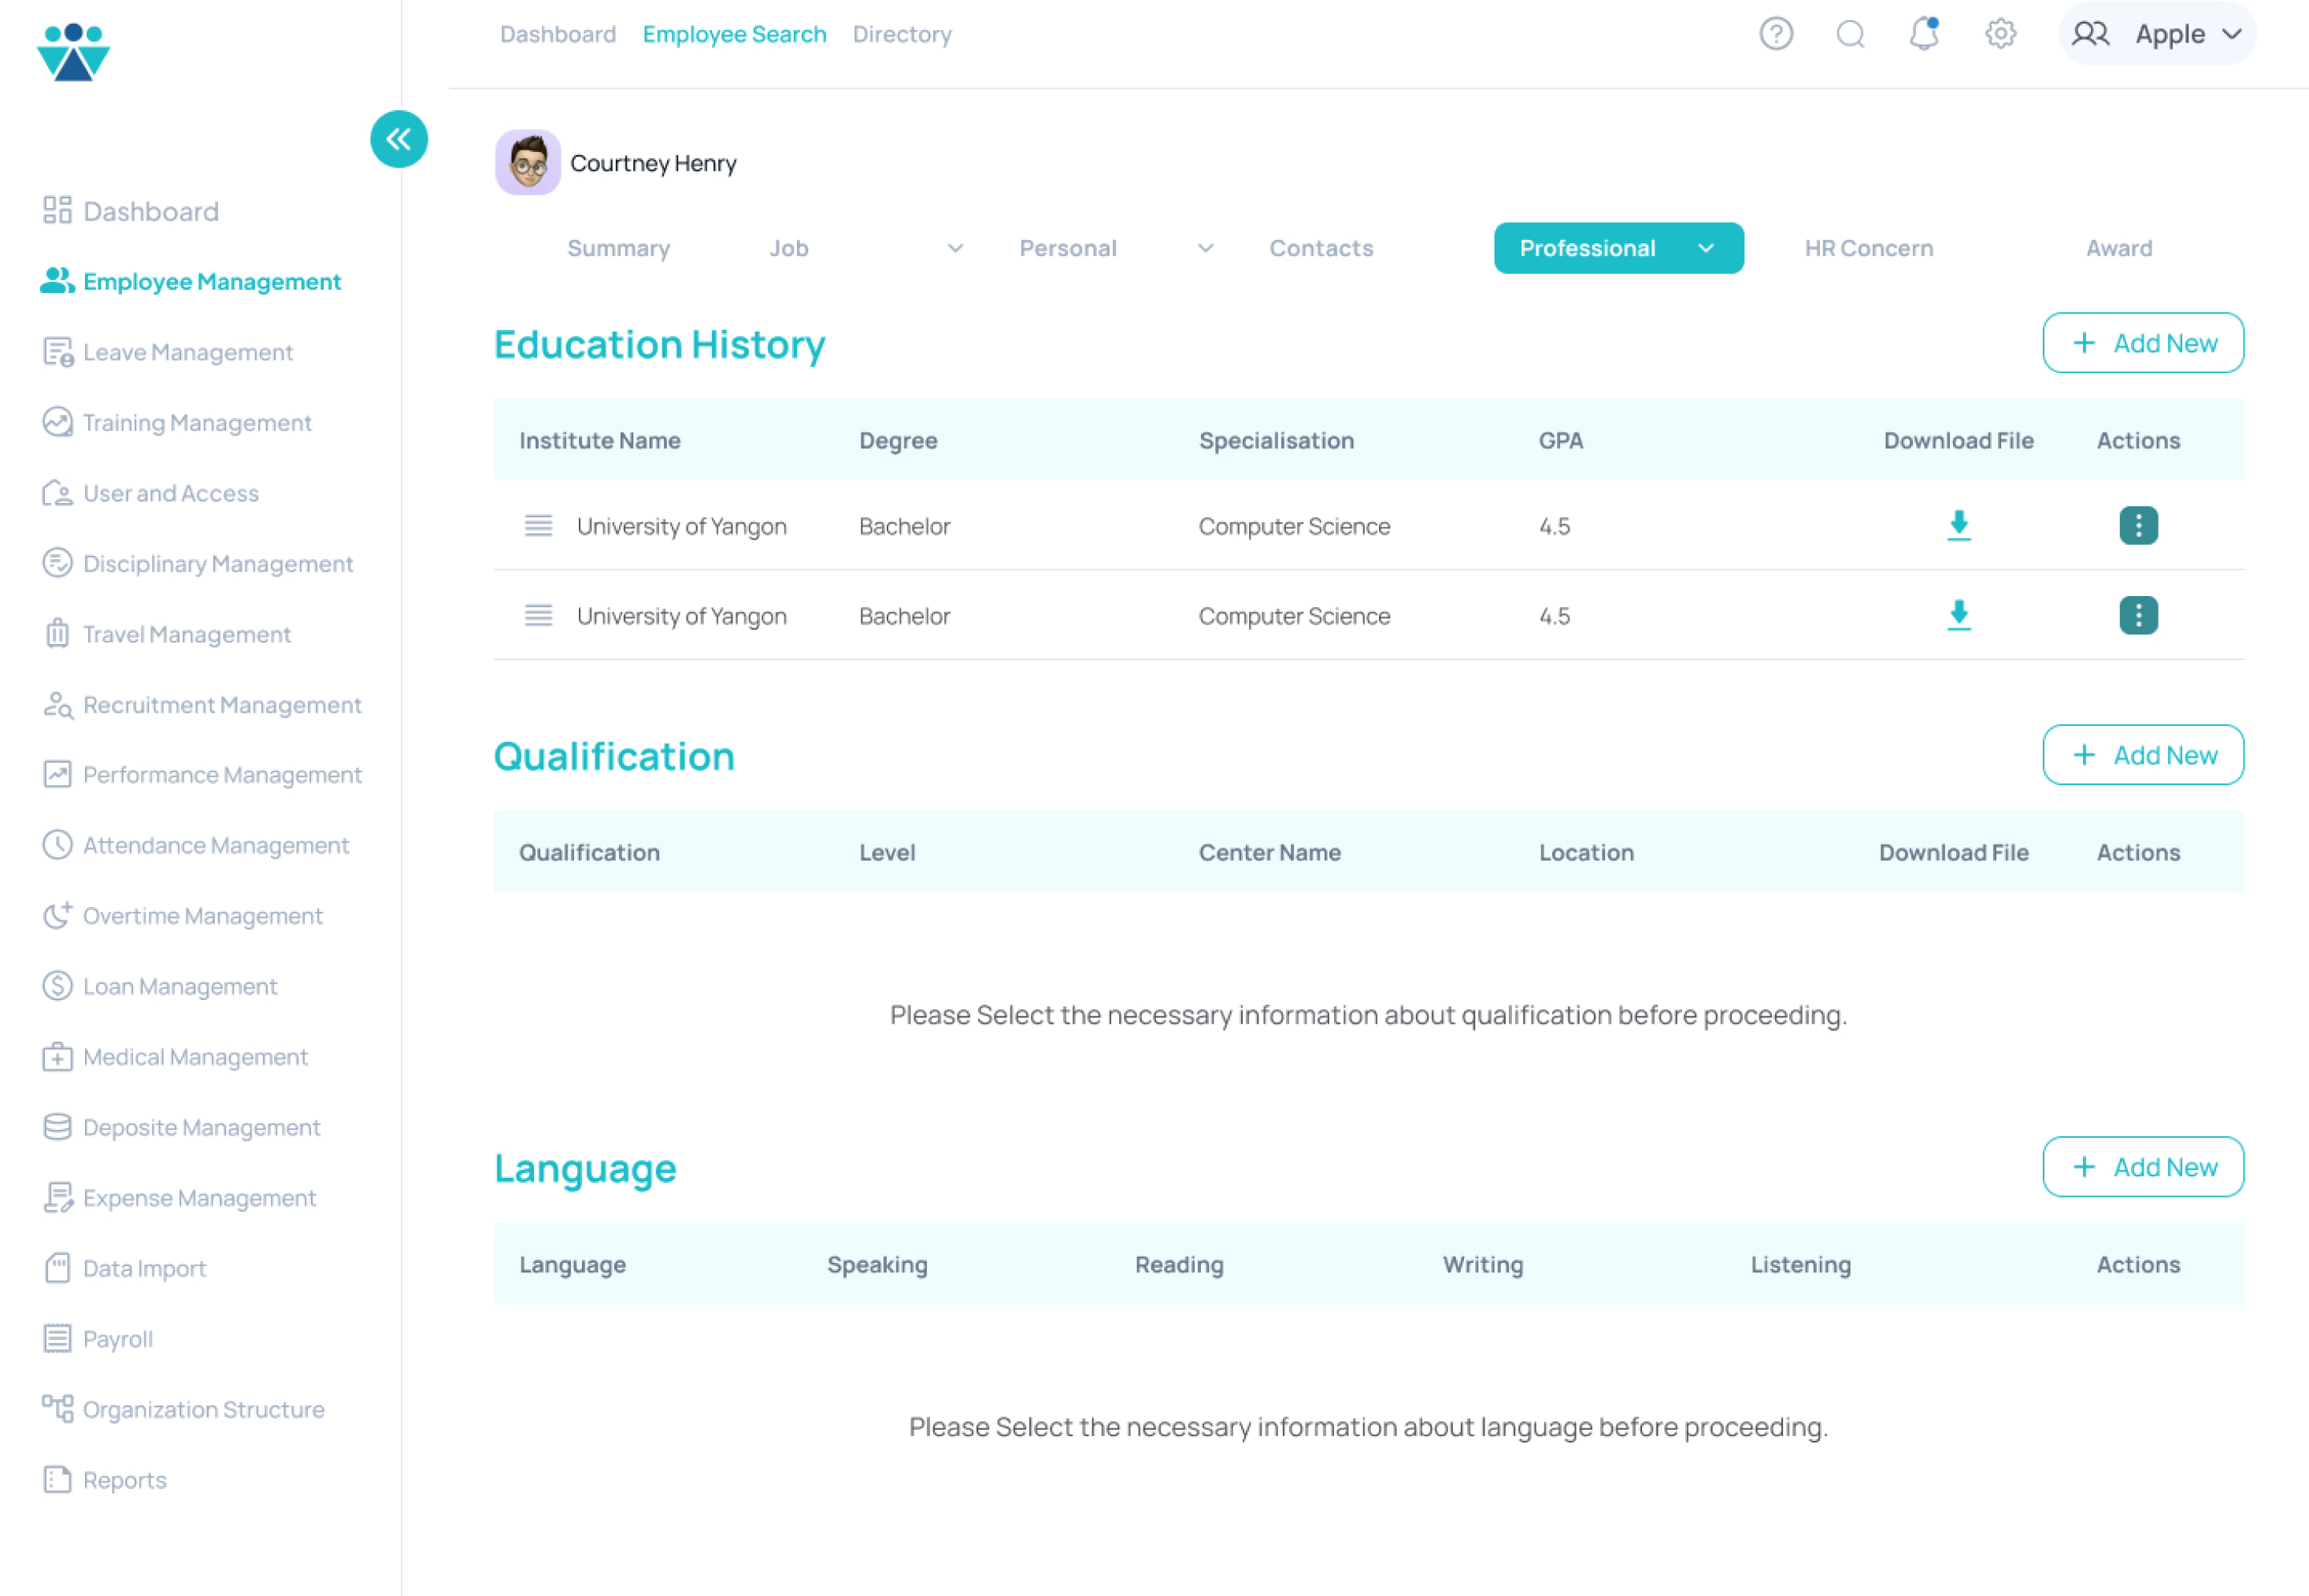 Dashboard Employee Search Directory
Apple
Courtney Henry
Summary Job Personal Contacts Professional HR Concern Award
Dashboard
Employee Management
Leave Management
Training Management
User and Access
Disciplinary Management
Travel Management
Recruitment Management
Performance Management
Attendance Management
Overtime Management
Loan Management
Medical Management
Deposite Management
Expense Management
Data Import
Payroll
Organization Structure
Reports
Education History
Add New
Institute Name Degree Specialisation GPA Download File Actions
University of Yangon Bachelor Computer Science 4.5
University of Yangon Bachelor Computer Science 4.5
Qualification
Add New
Qualification Level Center Name Location Download File Actions
Please Select the necessary information about qualification before proceeding.
Language
Add New
Language Speaking Reading Writing Listening Actions
Please Select the necessary information about language before proceeding.